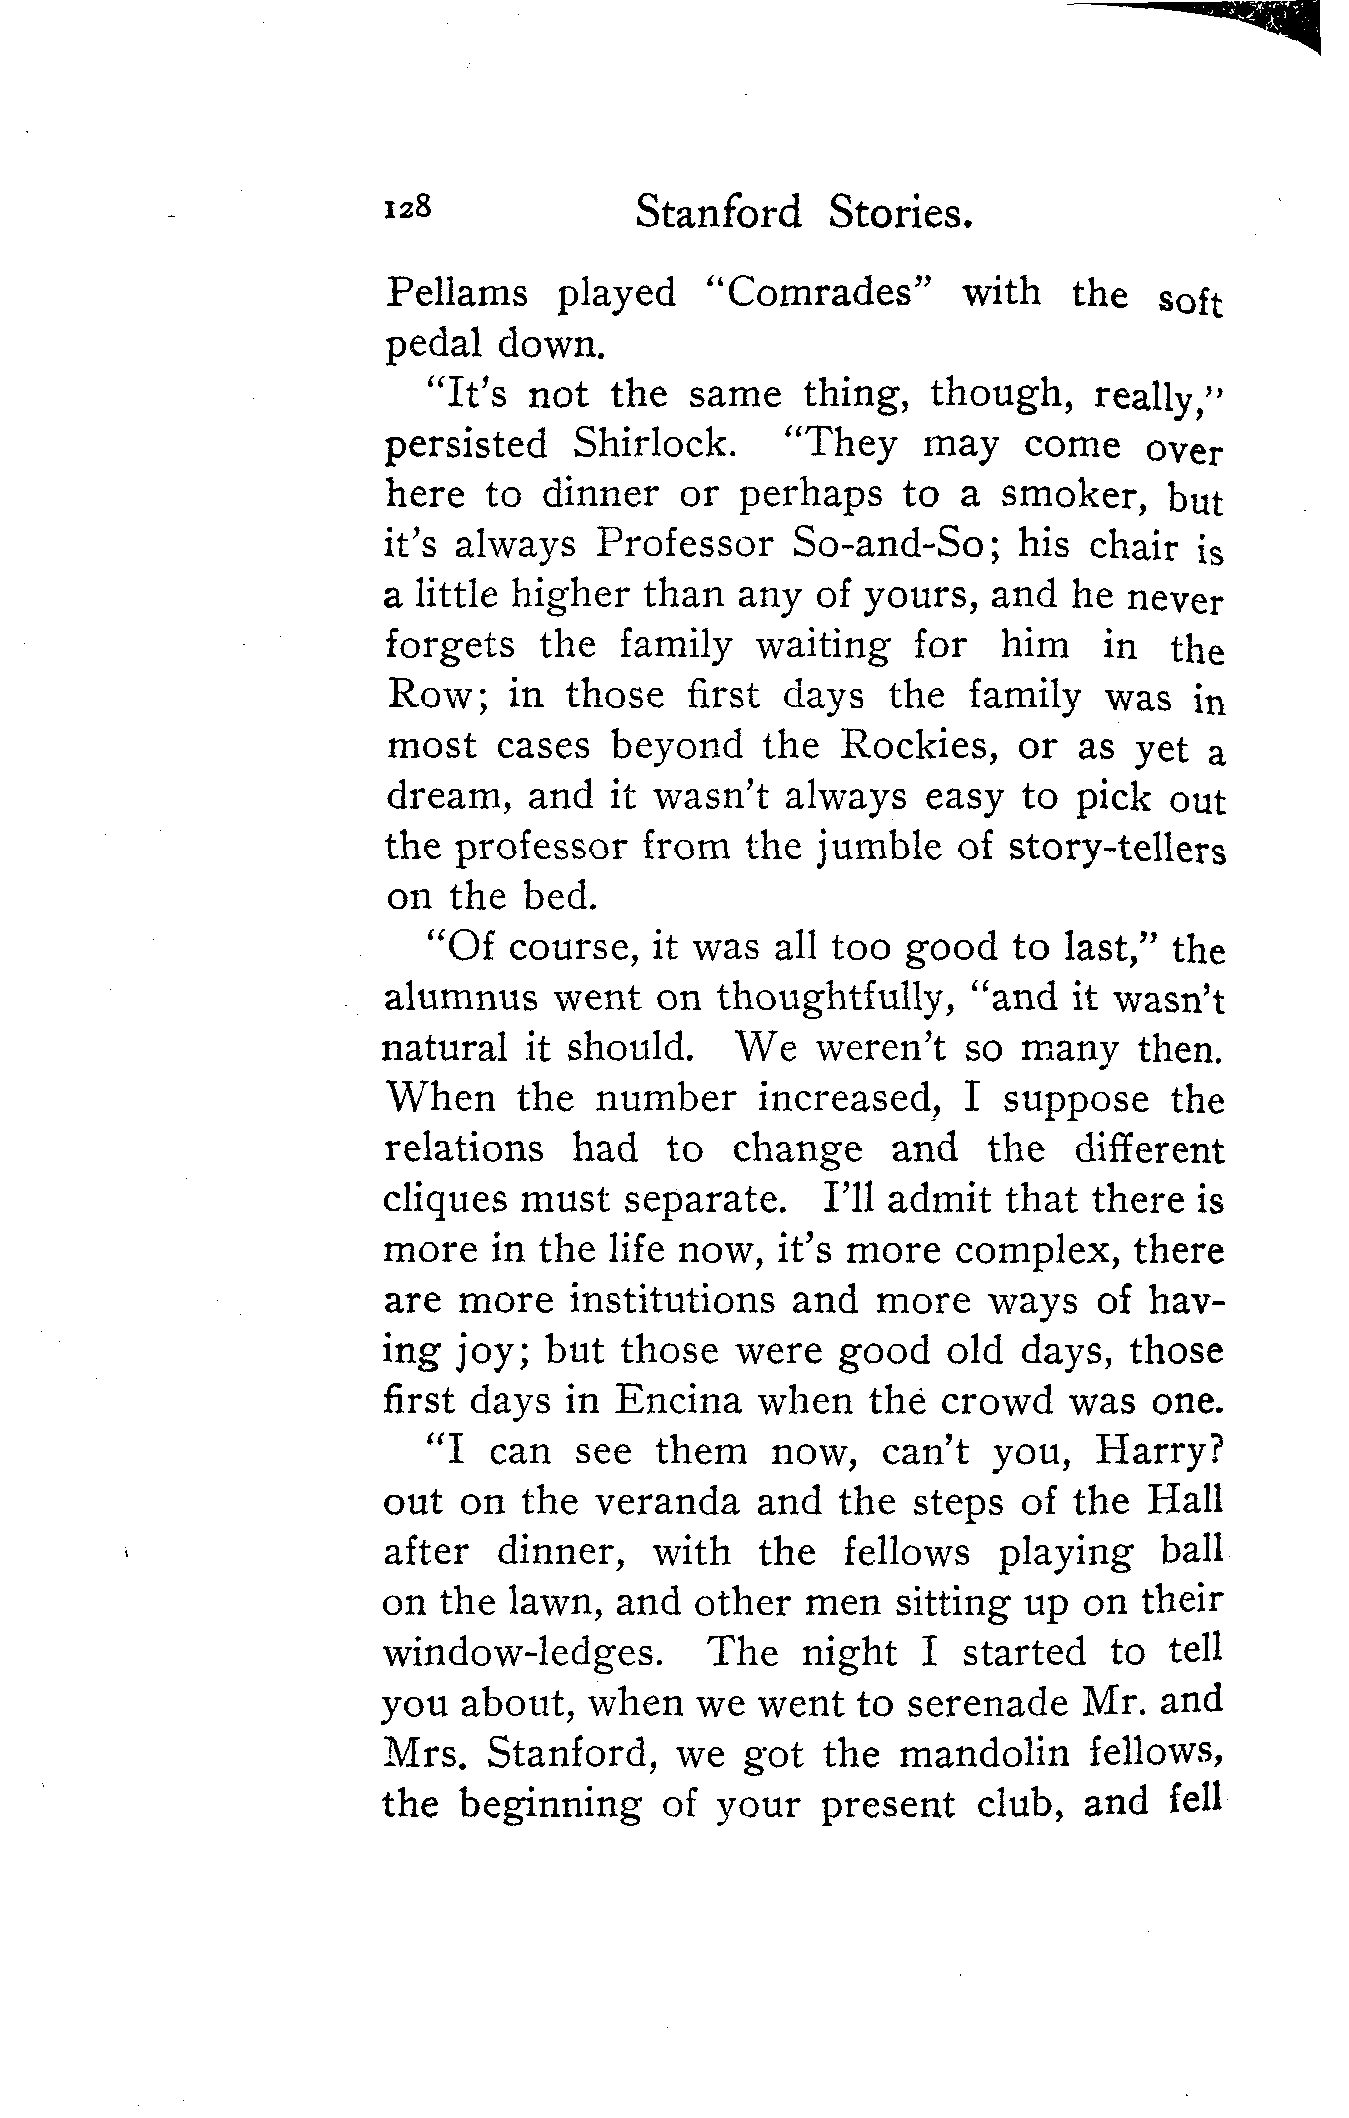 128 Stanford Stories.
Pellams played "Comrades" with the soft
pedal down.
"It's not the same thing, though, really,"
persisted Shirlock. "They may come over
here to dinner or perhaps to a smoker, but
it's always Professor So-and-So; his chair is
a little higher than any of yours, and he never
forgets the family waiting for him in the
Row; in those first days the family was in
most cases beyond the Rockies, or as yet a
dream, and it wasn't always easy to pick out
the professor from the jumble of story-tellers
on the bed.
"Of course, it was all too good to last," the
alumnus went on thoughtfully, "and it wasn't
natural it should. We weren't so many then.
When the number increased, I suppose the
relations had to change and the different
cliques must separate. I'll admit that there is
more in the life now, it's more complex, there
are more institutions and more ways of hav-
ing joy; but those were good old days, those
first days in Encina when the crowd was one.
"I can see them now, can't you, Harry?
out on the veranda and the steps of the Hall
after dinner, with the fellows playing ball
on the lawn, and other men sitting up on their
window-ledges. The night I started to tell
you about, when we went to serenade Mr. and
Mrs. Stanford, we got the mandolin fellows,
the beginning of your present club, and fell